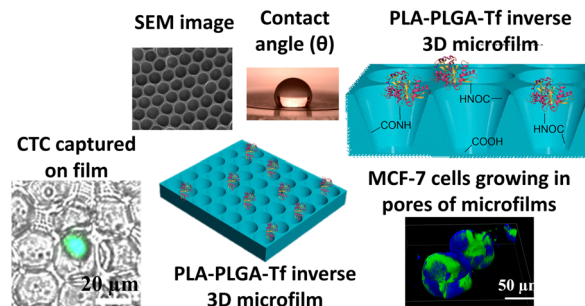 SEM image
Contact
angle (θ)
PLA-PLGA-Tf inverse
3D microfilm
HNOC
CONH
COOH
HNOC
CTC captured
on film
20 µm
PLA-PLGA-Tf inverse
3D microfilm
MCF-7 cells growing in
pores of microfilms
50 µm